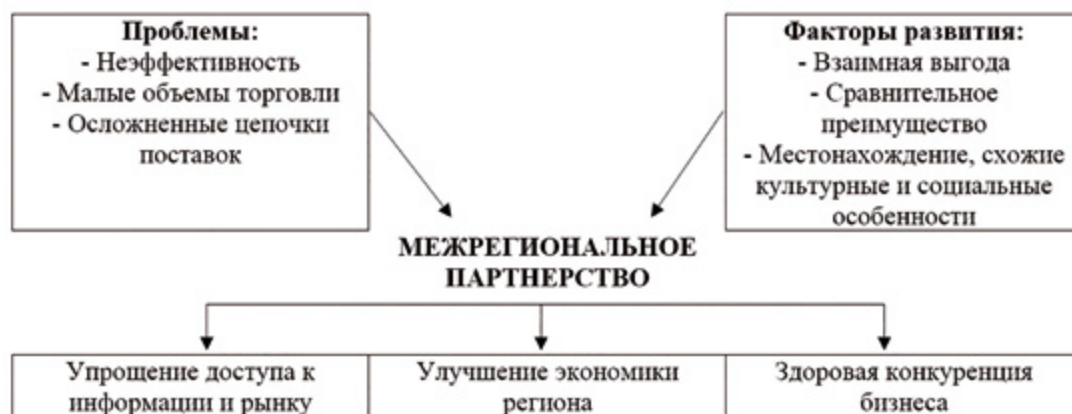 Проблемы:
- Неэффективность
- Малые объемы торговли
- Осложненные цепочки
поставок
Факторы развития:
- Взаимная выгода
- Сравнительное
преимущество
- Местонахождение, схожие
культурные и социальные
особенности
МЕЖРЕГИОНАЛЬНОЕ
ПАРТНЕРСТВО
Упрощение доступа к
информации и рынку
Улучшение экономики
региона
Здоровая конкуренция
бизнеса